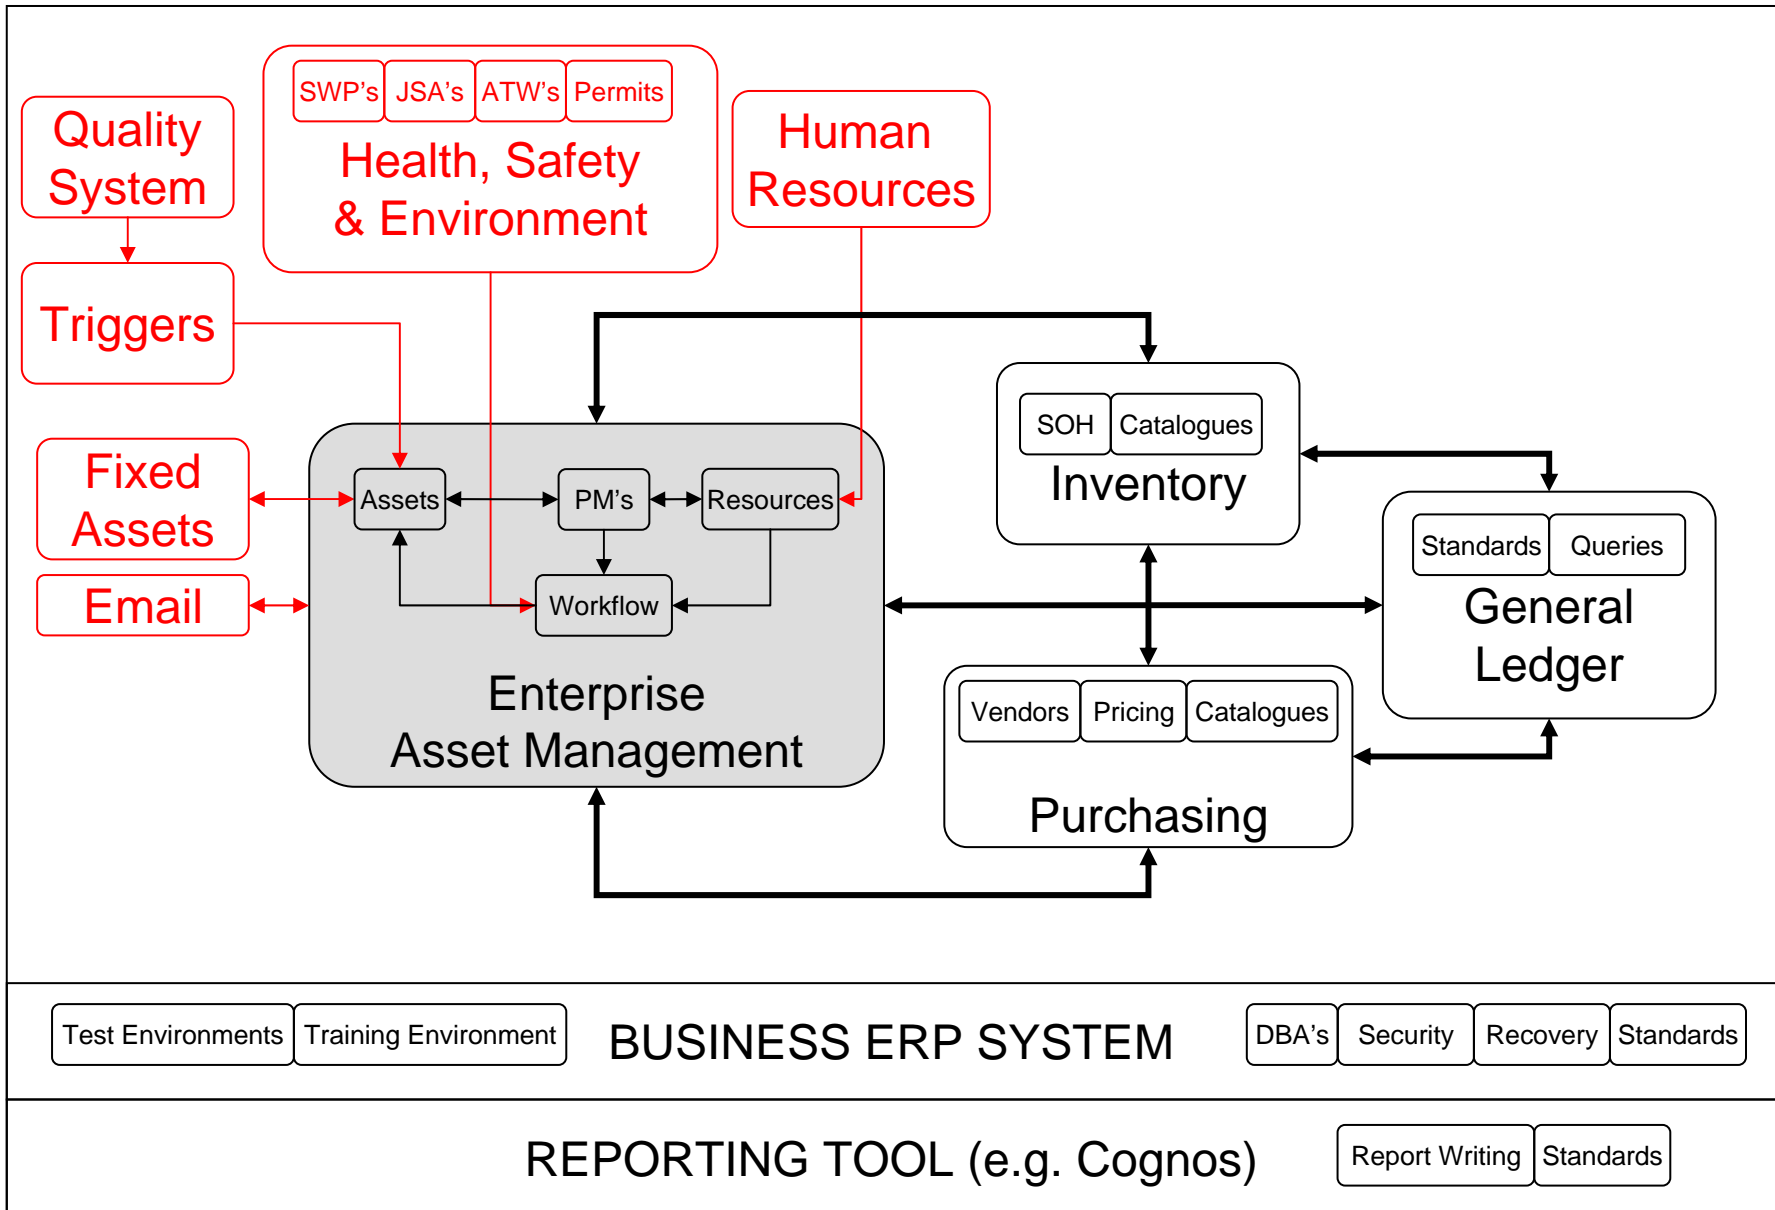 SWP’s JSA’s ATW’s Permits
Health, Safety
& Environment
Quality
System
Human
Resources
Triggers
Fixed
Assets
Email
Assets PM’s Resources
Workflow
Enterprise
Asset Management
SOH Catalogues
Inventory
Standards Queries
General
Ledger
Vendors Pricing Catalogues
Purchasing
Test Environments Training Environment BUSINESS ERP SYSTEM DBA’s Security Recovery Standards
REPORTING TOOL (e.g. Cognos) Report Writing Standards